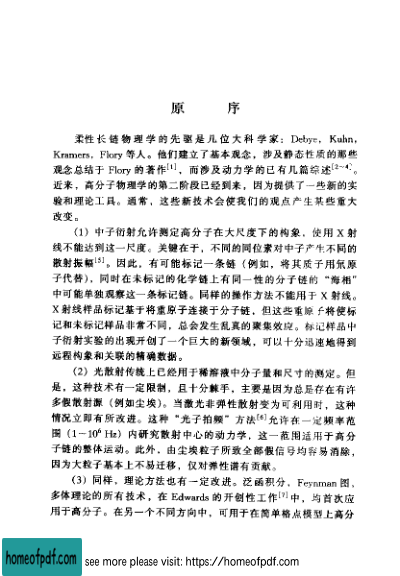 原 序
柔性长链物理学的先驱是几位大科学家：Debye，Kuhn，
Kramers，Flory 等人。他们建立了基本观念，涉及静态性质的那些
观念总结于 Flory 的著作[1]，而涉及动力学的已有几篇综述[2-4]。
近来，高分子物理学的第二阶段已经到来，因为提供了一些新的实
验和理论工具。通常，这些新技术会使我们的观点产生某些重大
改变。
（1）中子衍射允许测定高分子在大尺度下的构象，使用 X 射
线不能达到这一尺度。关键在于，不同的同位素对中子产生不同的
散射振幅[5]。因此，有可能标记一条链（例如，将其质子用氘原
子代替），同时在未标记的化学链上有同一性的分子链的“海相”
中可能单独观察这一条标记链。同样的操作方法不能用于 X 射线。
X 射线样品标记基于将重原子连接于分子链，但这些重原子将使标
记和未标记样品非常不同，总会发生乱真的聚集效应。标记样品中
子衍射实验的出现开创了一个巨大的新领域，可以十分迅速地得到
远程构象和关联的精确数据。
（2）光散射传统上已经用于稀溶液中分子量和尺寸的测定。但
是，这种技术有一定限制，且十分棘手，主要是因为总是存在有许
多假散射源（例如尘埃）。当激光非弹性散射变为可利用时，这种
情况立即有所改进。这种“光子拍频”方法[6]允许在一定频率范
围（1－10⁶ Hz）内研究散射中心的动力学，这一范围适用于高分
子链的整体运动。此外，由尘埃粒子所致全部假信号均容易消除，
因为大粒子基本上不易迁移，仅对弹性谱有贡献。
（3）同样，理论方法也有一定改进。泛函积分，Feynman 图，
多体理论的所有技术，在 Edwards 的开创性工作[7]中，均首次应
用于高分子。在另一个不同方向中，可用于在简单格点模型上高分
homeofpdf.com
see more please visit: https://homeofpdf.com